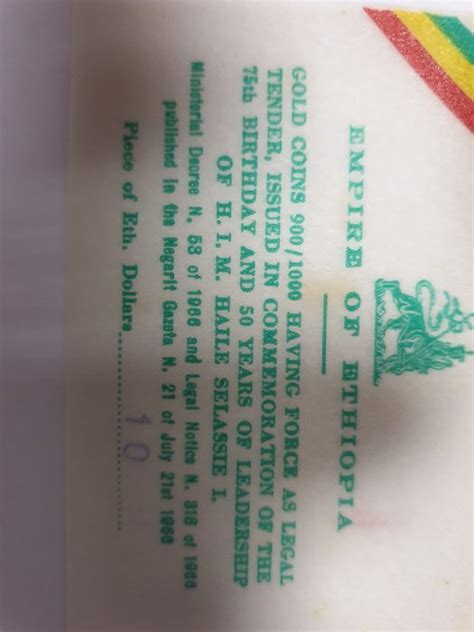 EMPIRE OF ETHIOPIA
GOLD COINS 900/1000 HAVING FORCE AS LEGAL
TENDER, ISSUED IN COMMEMORATION OF THE
75th BIRTHDAY AND 50 YEARS OF LEADERSHIP
OF H. I. M. HAILE SELASSIE I.
Ministerial Decree N. 53 of 1966 and Legal Notice N. 318 of 1966
published in the Negarit Gazeta N. 21 of July 21st 1966
Piece of Eth. Dollars.......10.......